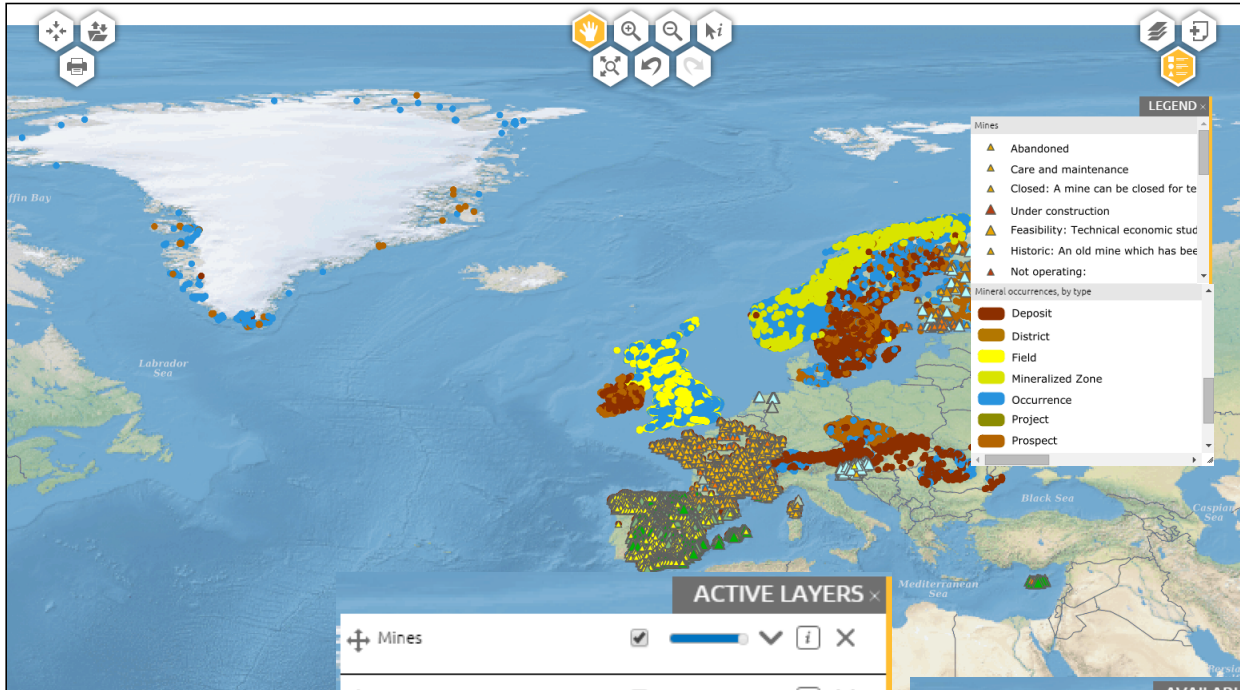 LEGEND ×
Mines
Abandoned
Care and maintenance
Closed: A mine can be closed for te
Under construction
Feasibility: Technical economic stud
Historic: An old mine which has bee
Not operating:
Mineral occurrences, by type
Deposit
District
Field
Mineralized Zone
Occurrence
Project
Prospect
ffin Bay
Labrador
Sea
Black Sea
Caspian
Sea
Mediterranean
Sea
ACTIVE LAYERS ×
Mines
i